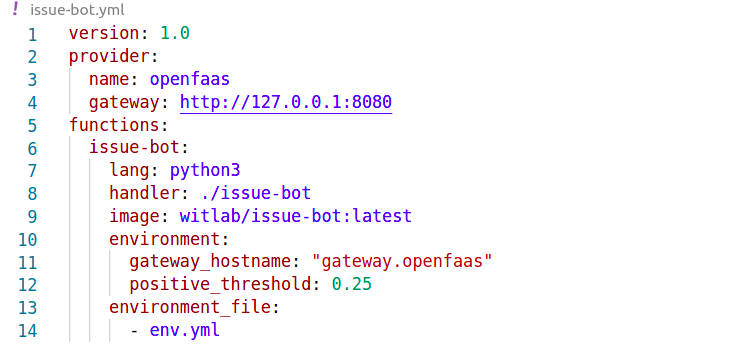 ! issue-bot.yml
1 version: 1.0
2 provider:
3   name: openfaas
4   gateway: http://127.0.0.1:8080
5 functions:
6   issue-bot:
7     lang: python3
8     handler: ./issue-bot
9     image: witlab/issue-bot:latest
10     environment:
11       gateway_hostname: "gateway.openfaas"
12       positive_threshold: 0.25
13     environment_file:
14       - env.yml